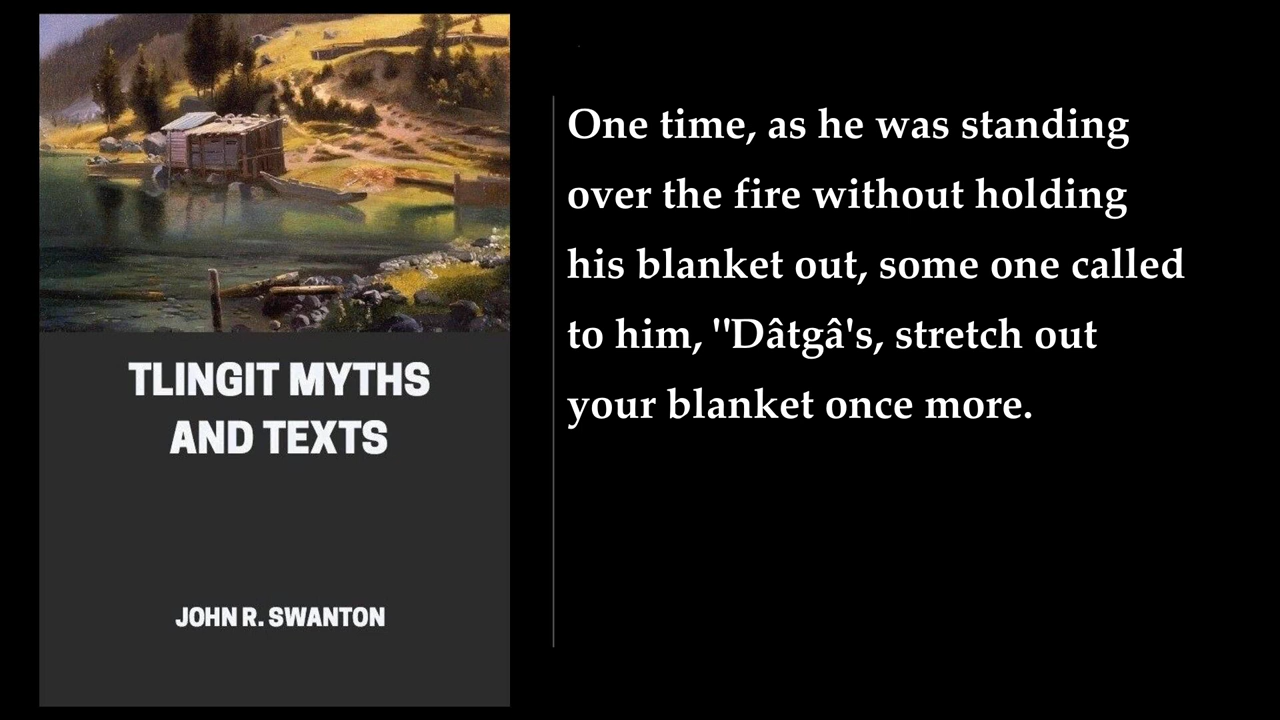 TLINGIT MYTHS
AND TEXTS
JOHN R. SWANTON
One time, as he was standing
over the fire without holding
his blanket out, some one called
to him, "Dâtgâ's, stretch out
your blanket once more.